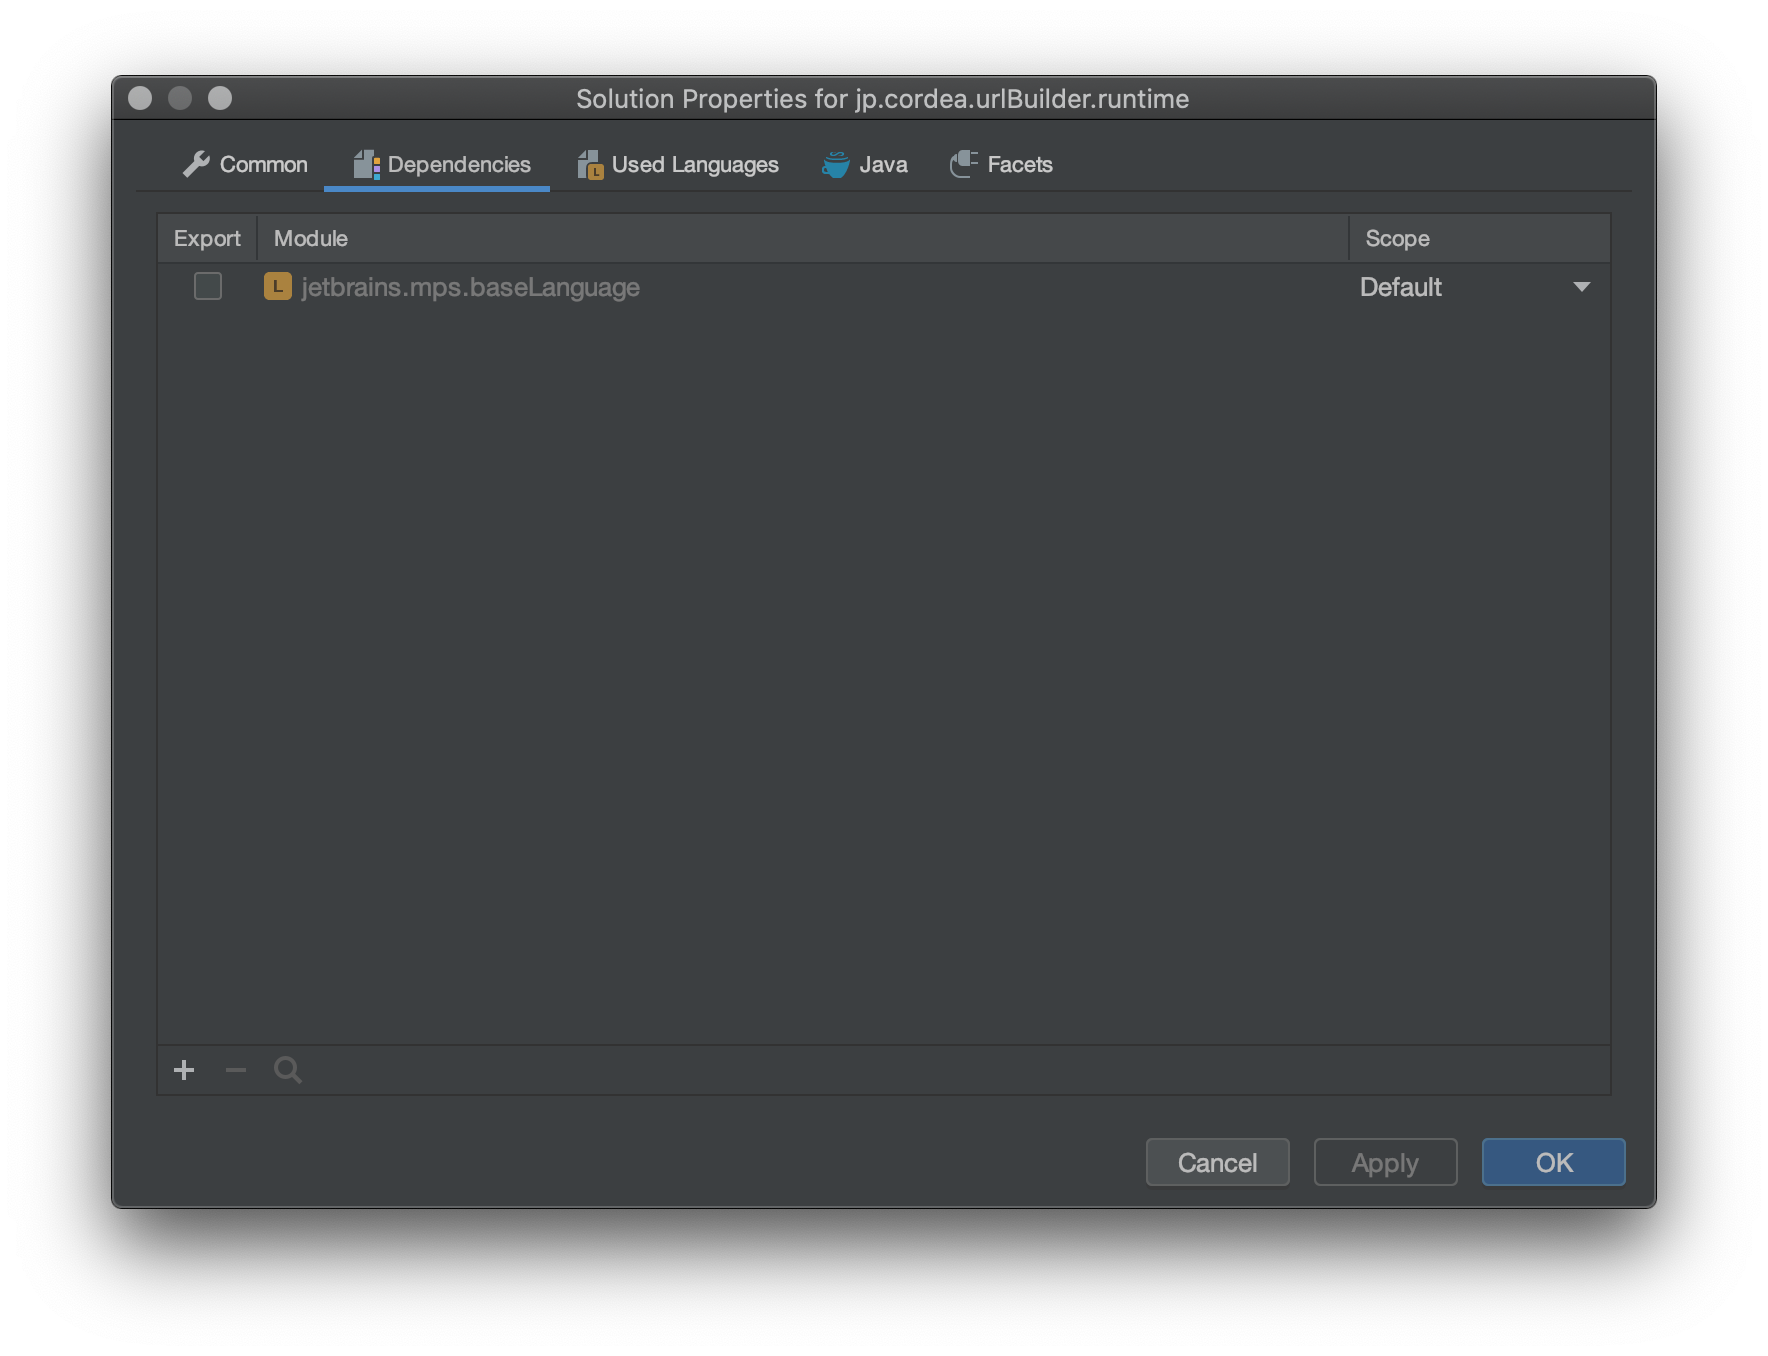 Solution Properties for jp.cordea.urlBuilder.runtime
Common Dependencies L Used Languages Java Facets
Export Module Scope
L jetbrains.mps.baseLanguage Default
Cancel Apply OK